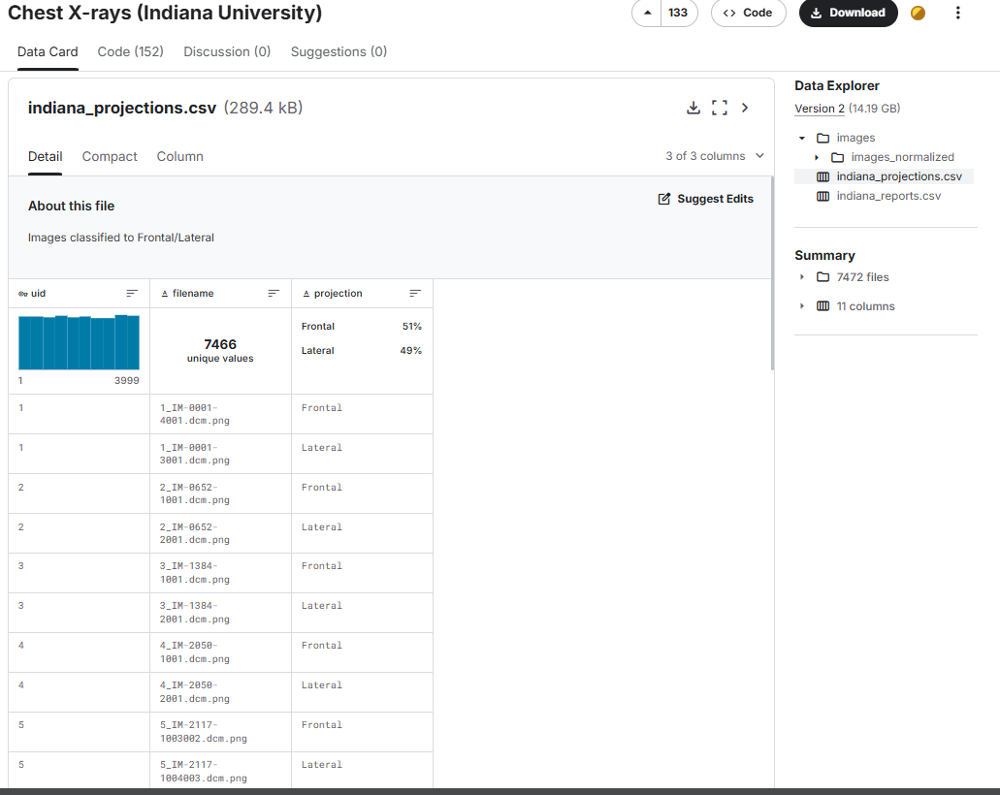 Chest X-rays (Indiana University)
133
Code
Download
Data Card
Code (152)
Discussion (0)
Suggestions (0)
indiana_projections.csv (289.4 kB)
Detail
Compact
Column
3 of 3 columns
About this file
Suggest Edits
Images classified to Frontal/Lateral
uid
filename
projection
1
3999
7466
unique values
Frontal 51%
Lateral 49%
1
1_IM-0001-
4001.dcm.png
Frontal
1
1_IM-0001-
3001.dcm.png
Lateral
2
2_IM-0652-
1001.dcm.png
Frontal
2
2_IM-0652-
2001.dcm.png
Lateral
3
3_IM-1384-
1001.dcm.png
Frontal
3
3_IM-1384-
2001.dcm.png
Lateral
4
4_IM-2050-
1001.dcm.png
Frontal
4
4_IM-2050-
2001.dcm.png
Lateral
5
5_IM-2117-
1003002.dcm.png
Frontal
5
5_IM-2117-
1004003.dcm.png
Lateral
Data Explorer
Version 2 (14.19 GB)
images
images_normalized
indiana_projections.csv
indiana_reports.csv
Summary
7472 files
11 columns